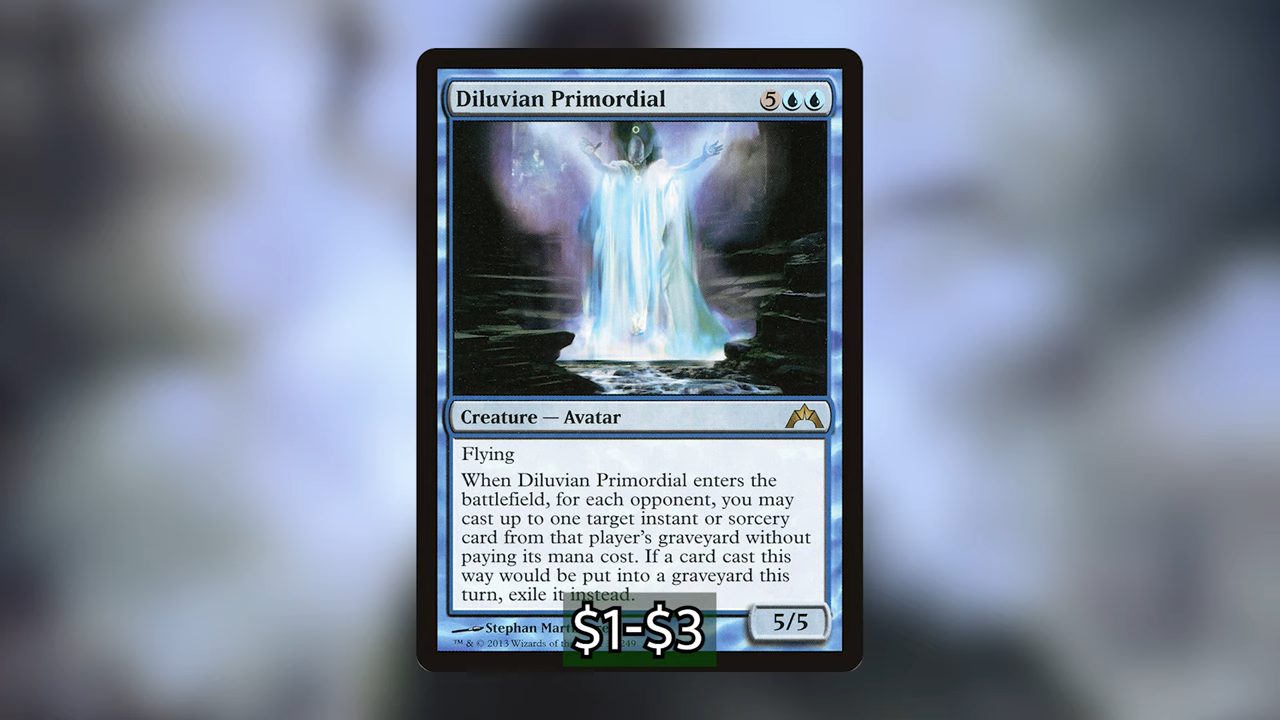 Diluvian Primordial 5
Creature — Avatar
Flying
When Diluvian Primordial enters the
battlefield, for each opponent, you may
cast up to one target instant or sorcery
card from that player's graveyard without
paying its mana cost. If a card cast this
way would be put into a graveyard this
turn, exile it instead.
$1-$3
5/5
Stephan
™ & © 2013 Wizards of